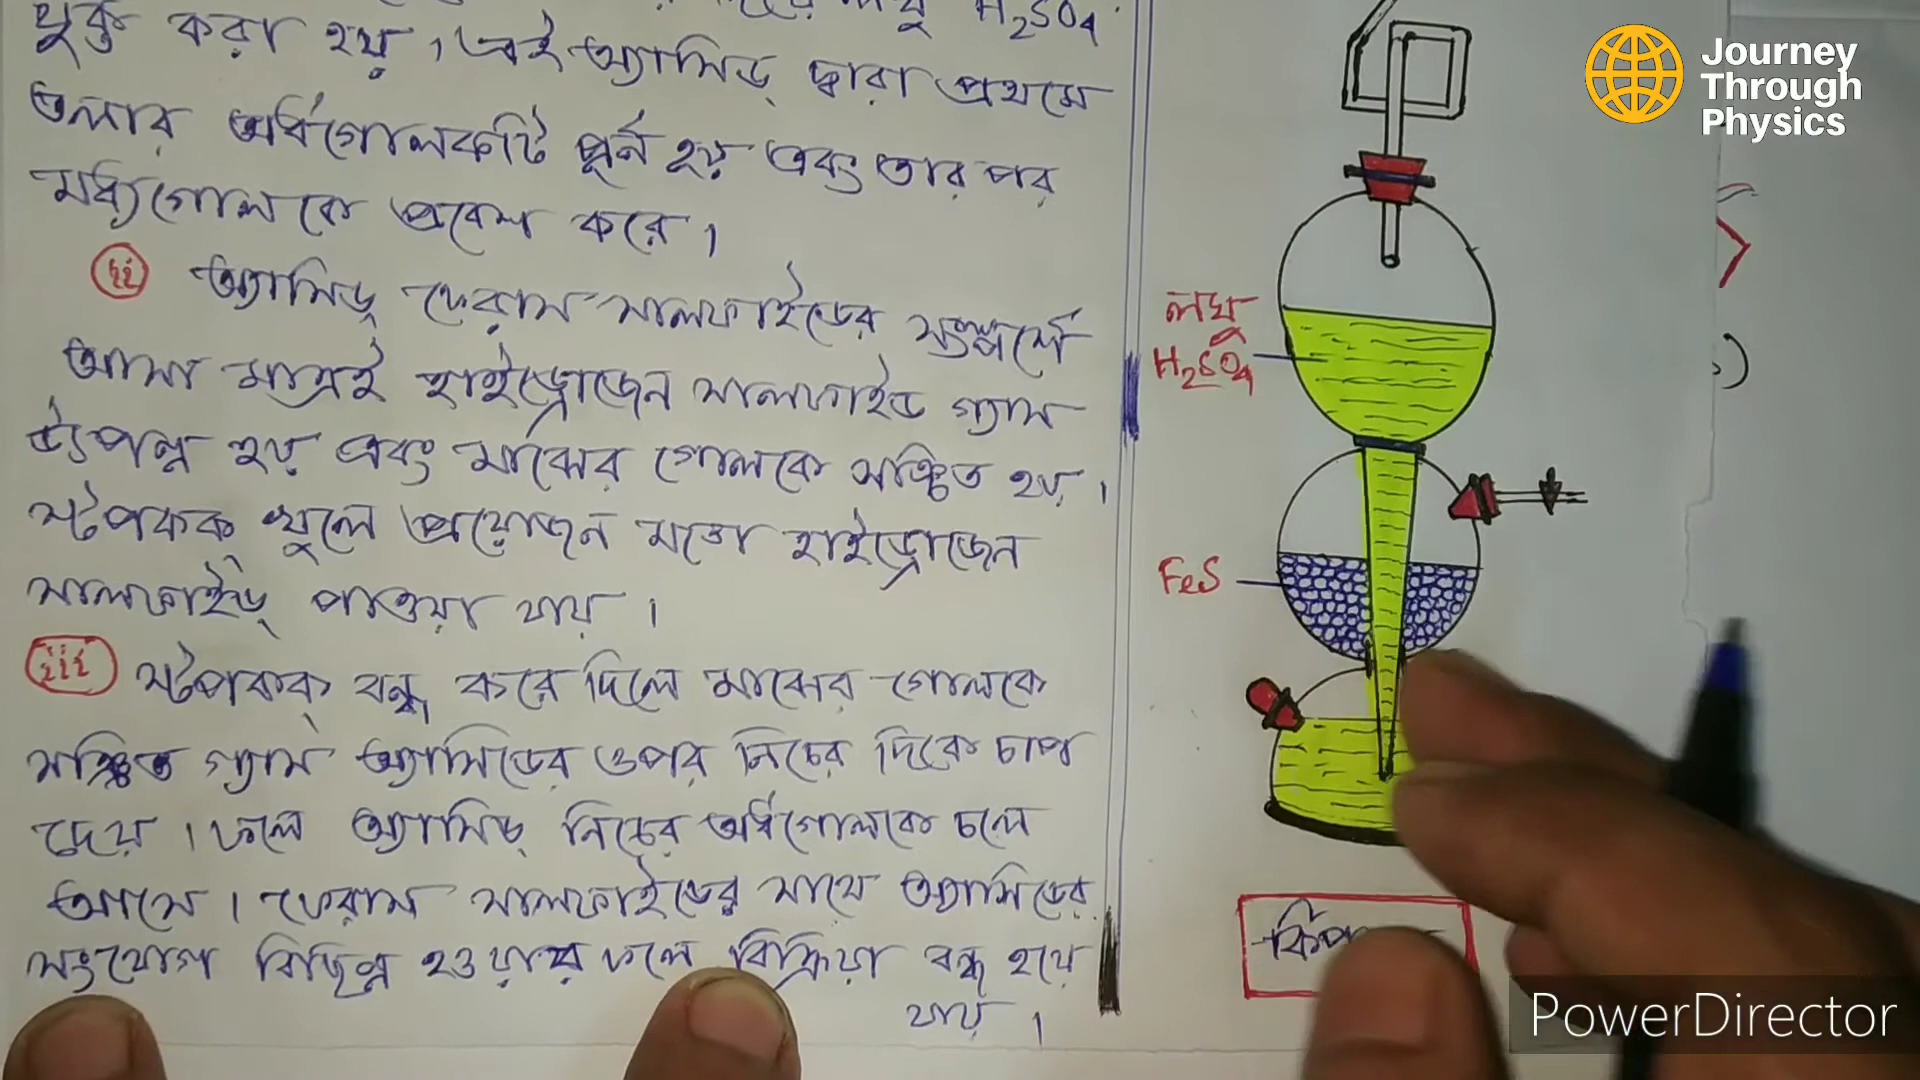 যুক্ত করা হয়। এই অ্যাসিড্ দ্বারা প্রথমে
H₂SO₄
তলার অর্ধগোলকটি পূর্ন হয় এবং তার পর
মধ্যগোলকে প্রবেশ করে।
ii অ্যাসিড্ ফেরাস সালফাইডের সংস্পর্শে
আসা মাত্রই হাইড্রোজেন সালফাইড গ্যাস
উৎপন্ন হয় এবং মাঝের গোলকে সঞ্চিত হয়।
স্টপকক্ খুলে প্রয়োজন মতো হাইড্রোজেন
সালফাইড্ পাওয়া যায়।
iii স্টপকক্ বন্ধ করে দিলে মাঝের গোলকে
সঞ্চিত গ্যাস অ্যাসিডের ওপর নিচের দিকে চাপ
দেয়। ফলে অ্যাসিড্ নিচের অর্ধগোলকে চলে
আসে। ফেরাস সালফাইডের সাথে অ্যাসিডের
সংযোগ বিছিন্ন হওয়ার ফলে বিক্রিয়া বন্ধ হয়ে
যায়।
লঘু
H₂SO₄
FeS
Journey
Through
Physics
PowerDirector